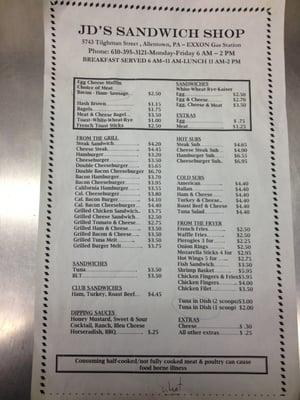 JD'S SANDWICH SHOP
5743 Tilghman Street , Allentown, PA – EXXON Gas Station
Phone: 610-395-3121-Monday-Friday 6 AM – 2 PM
BREAKFAST SERVED 6 AM-11 AM-LUNCH 11 AM-2 PM
Egg Cheese Muffin
Choice of Meat
Bacon - Ham- Sausage. $2.50
Hash Brown $1.15
Bagels $1.75
Meat & Cheese Bagel $3.50
Toast-White-Wheat-Rye $1.00
French Toast Sticks $2.50
FROM THE GRILL
Steak Sandwich $4.20
Cheese Steak $4.45
Hamburger $3.20
Cheeseburger $3.50
Double Cheeseburger $5.65
Double Bacon Cheeseburg $6.70
Bacon Hamburger $3.70
Bacon Cheeseburger
California Hamburger $3.55
Cal. Cheeseburger $3.80
Cal. Bacon Burger $4.10
Cal. Bacon Cheeseburger $4.40
Grilled Chicken Sandwich $3.75
Grilled Cheese Sandwich $2.50
Grilled Tomato & Cheese $2.75
Grilled Ham & Cheese $3.50
Grilled Bacon & Cheese $3.50
Grilled Tuna Melt $3.50
Grilled Burger Melt $3.75
SANDWICHES
Tuna $3.50
BLT $3.50
CLUB SANDWICHES
Ham, Turkey, Roast Beef $4.45
DIPPING SAUCES
Honey Mustard, Sweet & Sour
Cocktail, Ranch, Bleu Cheese
Horseradish, BBQ $.25
SANDWICHES
White-Wheat-Rye-Kaiser
Egg $2.50
Egg & Cheese $2.70
Egg, Cheese & Meat $3.50
EXTRAS
Egg $ .75
Meat $1.25
HOT SUBS
Steak Sub $4.85
Cheese Steak Sub $4.90
Hamburger Sub $6.55
Cheeseburger Sub $6.95
COLD SUBS
American $4.40
Italian $4.40
Ham & Cheese $4.40
Turkey & Cheese $4.40
Roast Beef & Cheese $4.40
Tuna Salad $4.40
FROM THE FRYER
French Fries $2.50
Waffle Fries $2.50
Pierogies 3 for $2.25
Onion Rings $2.50
Mozzarella Sticks 4 for $2.95
Hot Wings 5 for $2.75
Fish Sandwich $3.50
Shrimp Basket $5.95
Chicken Fingers & Fries $5.95
Chicken Fingers $4.00
Chicken Filet $3.50
Tuna in Dish (2 scoops) $3.00
Tuna in Dish (1 scoop) $2.00
EXTRAS
Cheese $ .30
All other extras $ .25
Consuming half-cooked/not fully cooked meat & poultry can cause
food borne illness